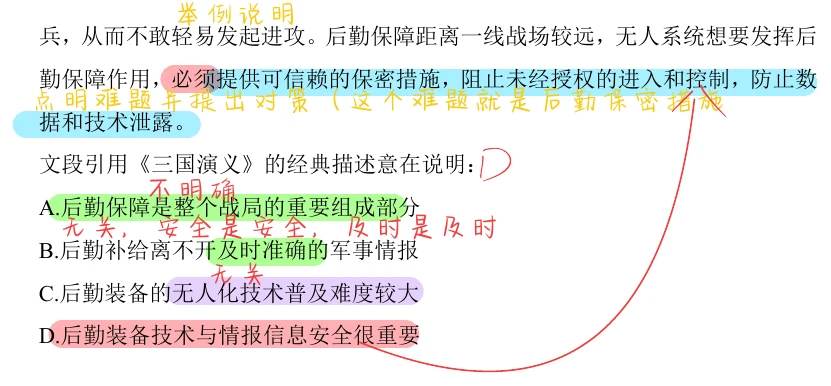 举例说明
兵，从而不敢轻易发起进攻。后勤保障距离一线战场较远，无人系统想要发挥后
勤保障作用，必须提供可信赖的保密措施，阻止未经授权的进入和控制，防止数
点明难题并提出对策（这个难题就是后勤保密措施
据和技术泄露。
文段引用《三国演义》的经典描述意在说明：D
不明确
A.后勤保障是整个战局的重要组成部分
无关，安全是安全，及时是及时
B.后勤补给离不开及时准确的军事情报
无关
C.后勤装备的无人化技术普及难度较大
D.后勤装备技术与情报信息安全很重要